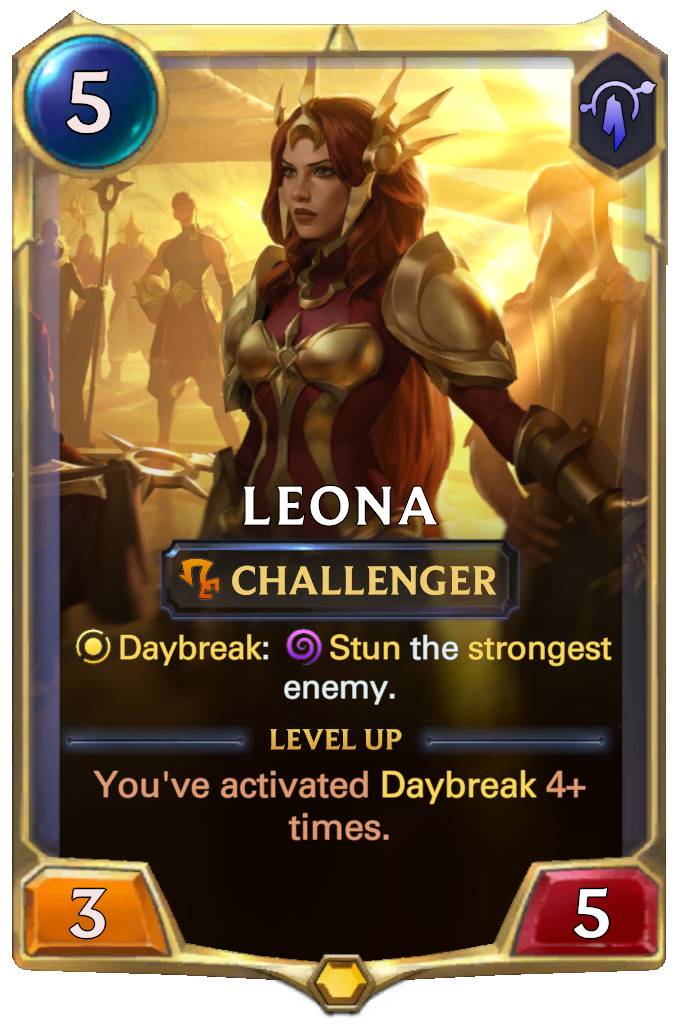 5
LEONA
CHALLENGER
Daybreak: Stun the strongest
enemy.
LEVEL UP
You've activated Daybreak 4+
times.
3
5